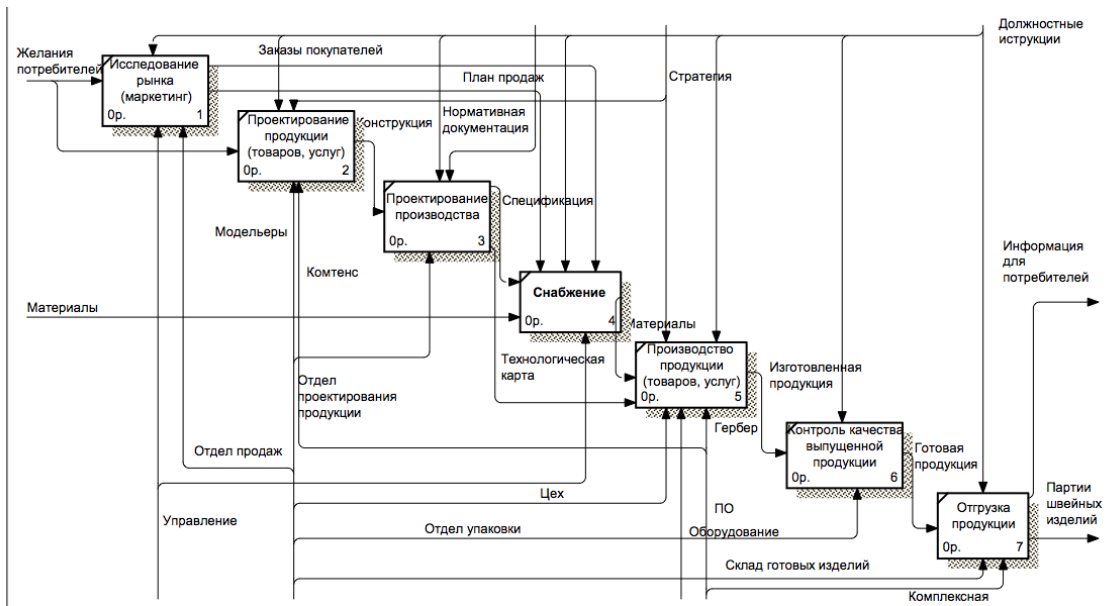 Должностные
иструкции
Желания
потребителей
Заказы покупателей
Исследование
рынка
(маркетинг)
0р. 1
План продаж
Стратегия
Проектирование
продукции
(товаров, услуг)
0р. 2
Конструкция
Нормативная
документация
Проектирование
производства
0р. 3
Спецификация
Модельеры
Комтенс
Информация
для
потребителей
Материалы
Снабжение
0р. 4
Материалы
Технологическая
карта
Производство
продукции
(товаров, услуг)
0р. 5
Изготовленная
продукция
Отдел
проектирования
продукции
Гербер
Контроль качества
выпущенной
продукции
0р. 6
Готовая
продукция
Отдел продаж
Цех
Партии
швейных
изделий
Управление
Отдел упаковки
ПО
Оборудование
Отгрузка
продукции
0р. 7
Склад готовых изделий
Комплексная